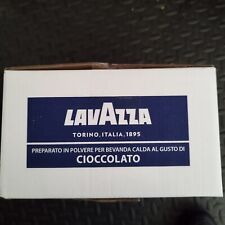 LAVAZZA
TORINO, ITALIA, 1895
PREPARATO IN POLVERE PER BEVANDA CALDA AL GUSTO DI
CIOCCOLATO